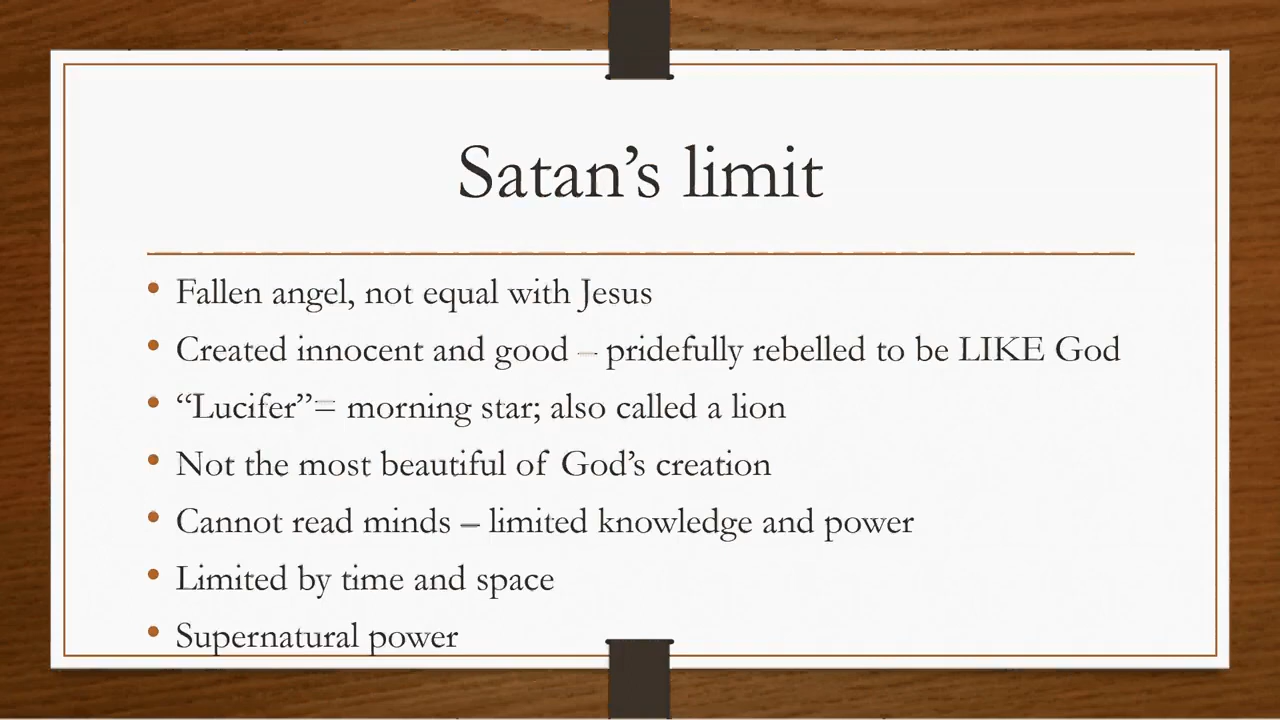 Satan’s limit
• Fallen angel, not equal with Jesus
• Created innocent and good – pridefully rebelled to be LIKE God
• “Lucifer”= morning star; also called a lion
• Not the most beautiful of God’s creation
• Cannot read minds – limited knowledge and power
• Limited by time and space
• Supernatural power